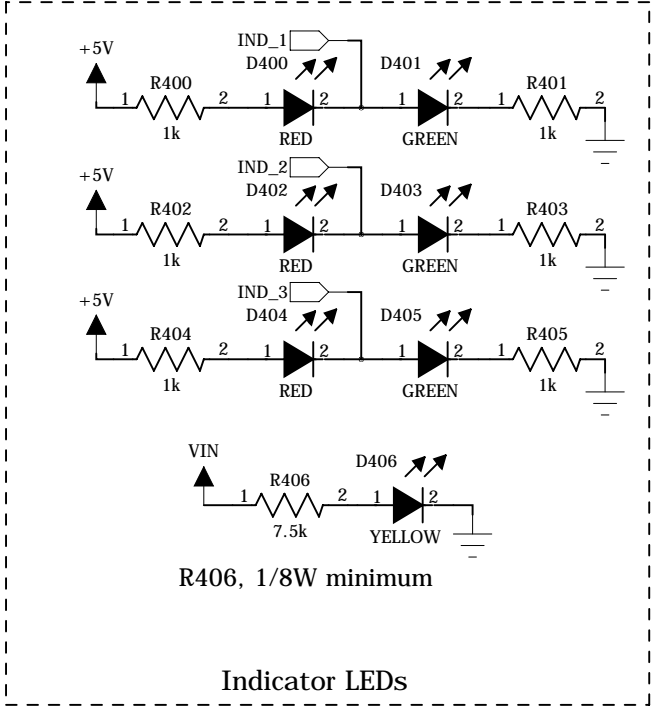 IND_1
+5V D400 D401
R400 R401
1 2 1 2 1 2 1 2
1k RED GREEN 1k
IND_2
+5V D402 D403
R402 R403
1 2 1 2 1 2 1 2
1k RED GREEN 1k
IND_3
+5V D404 D405
R404 R405
1 2 1 2 1 2 1 2
1k RED GREEN 1k
VIN D406
R406
1 2 1 2
7.5k YELLOW
R406, 1/8W minimum
Indicator LEDs